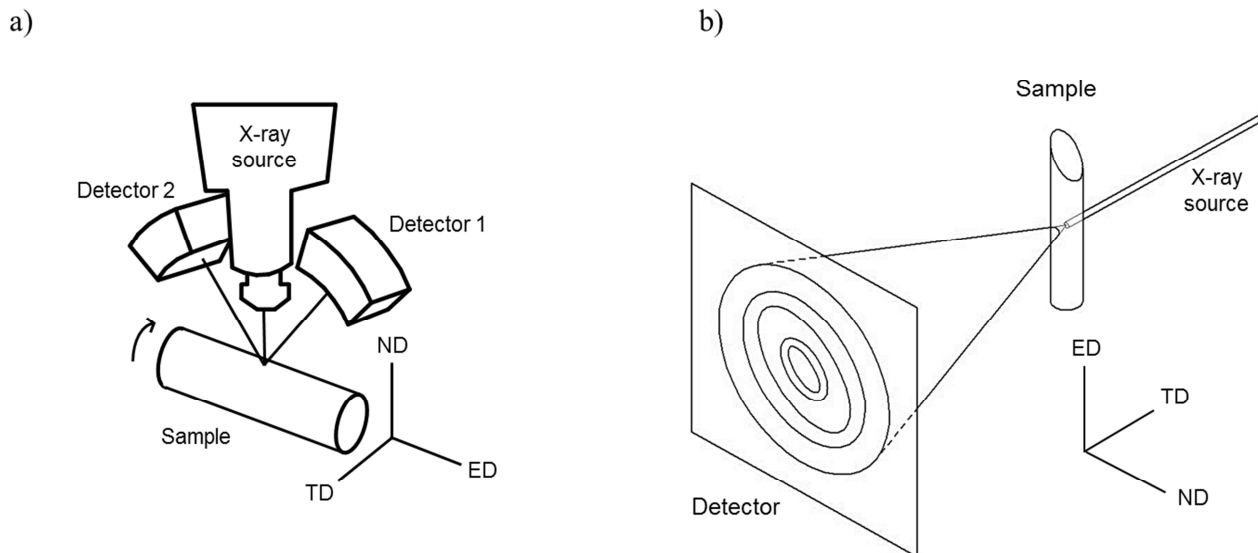 a)
X-ray
source
Detector 2
Detector 1
ND
Sample
ED
TD
b)
Sample
X-ray
source
ED
TD
ND
Detector